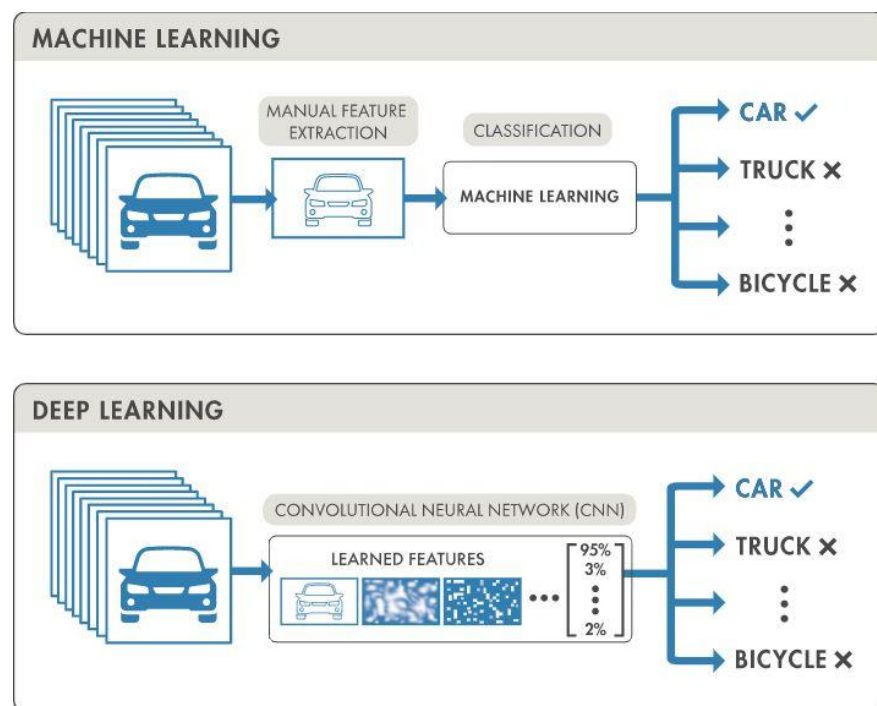 MACHINE LEARNING
MANUAL FEATURE
EXTRACTION
CLASSIFICATION
MACHINE LEARNING
CAR ✓
TRUCK ×
⋮
BICYCLE ×
DEEP LEARNING
CONVOLUTIONAL NEURAL NETWORK (CNN)
LEARNED FEATURES
95%
3%
⋮
2%
CAR ✓
TRUCK ×
⋮
BICYCLE ×